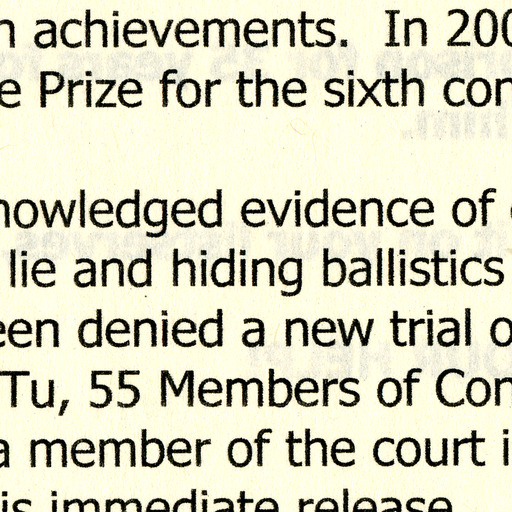 n achievements.  In 200
e Prize for the sixth con
nowledged evidence of
lie and hiding ballistics
een denied a new trial o
Tu, 55 Members of Con
a member of the court i
is immediate release.